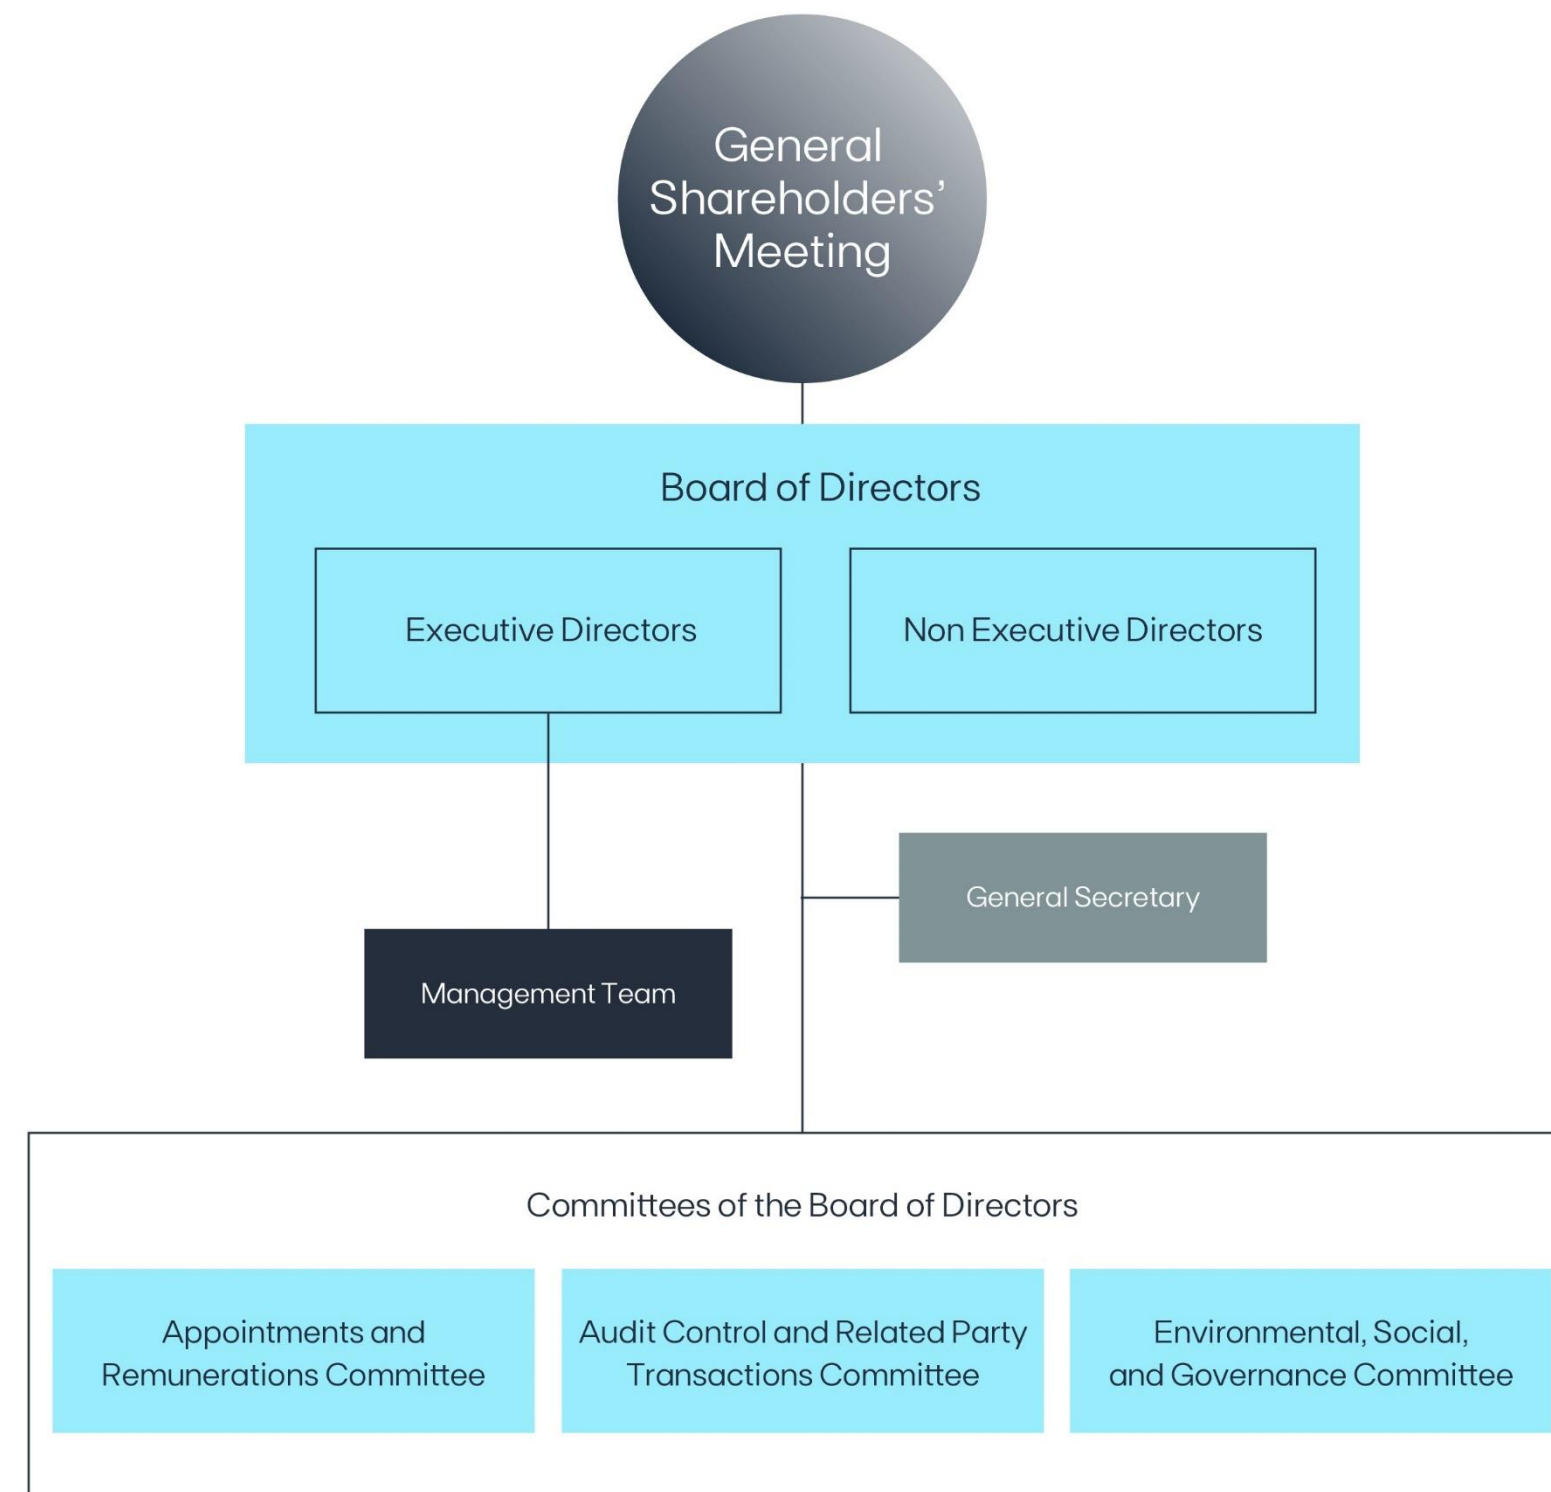 General
Shareholders’
Meeting
Board of Directors
Executive Directors
Non Executive Directors
General Secretary
Management Team
Committees of the Board of Directors
Appointments and
Remunerations Committee
Audit Control and Related Party
Transactions Committee
Environmental, Social,
and Governance Committee